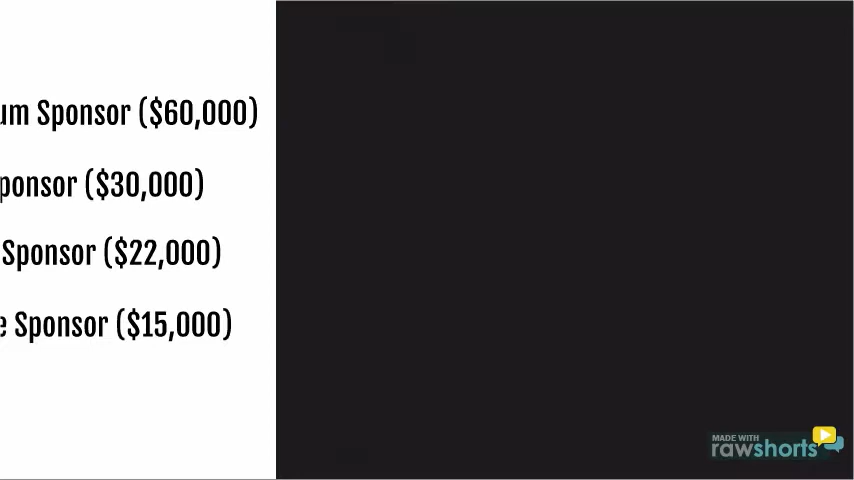 um Sponsor ($60,000)
ponsor ($30,000)
Sponsor ($22,000)
e Sponsor ($15,000)
MADE WITH
rawshorts